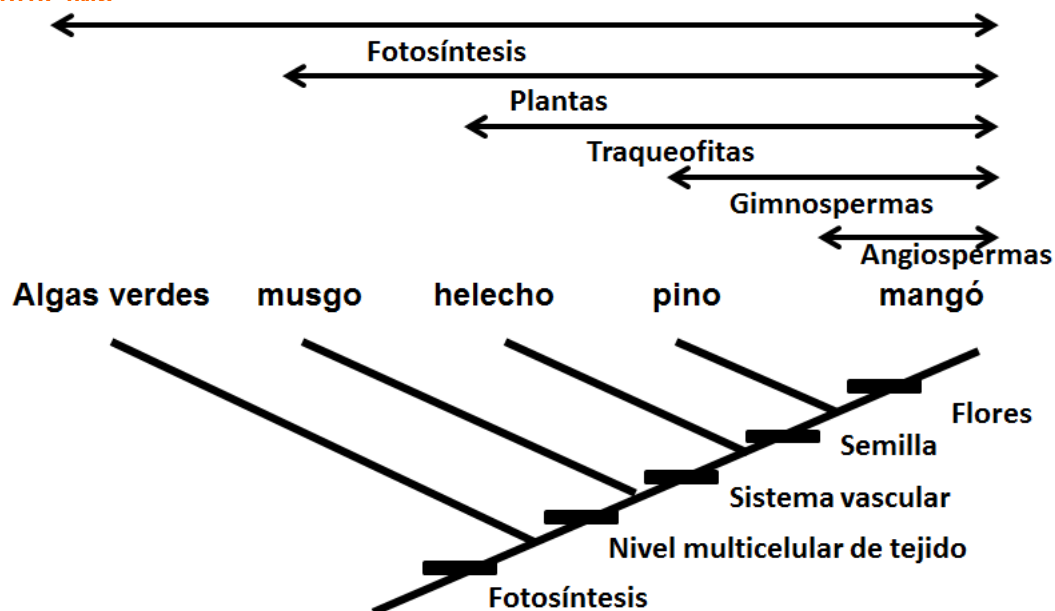 Fotosíntesis
Plantas
Traqueofitas
Gimnospermas
Angiospermas
Algas verdes musgo helecho pino mangó
Flores
Semilla
Sistema vascular
Nivel multicelular de tejido
Fotosíntesis